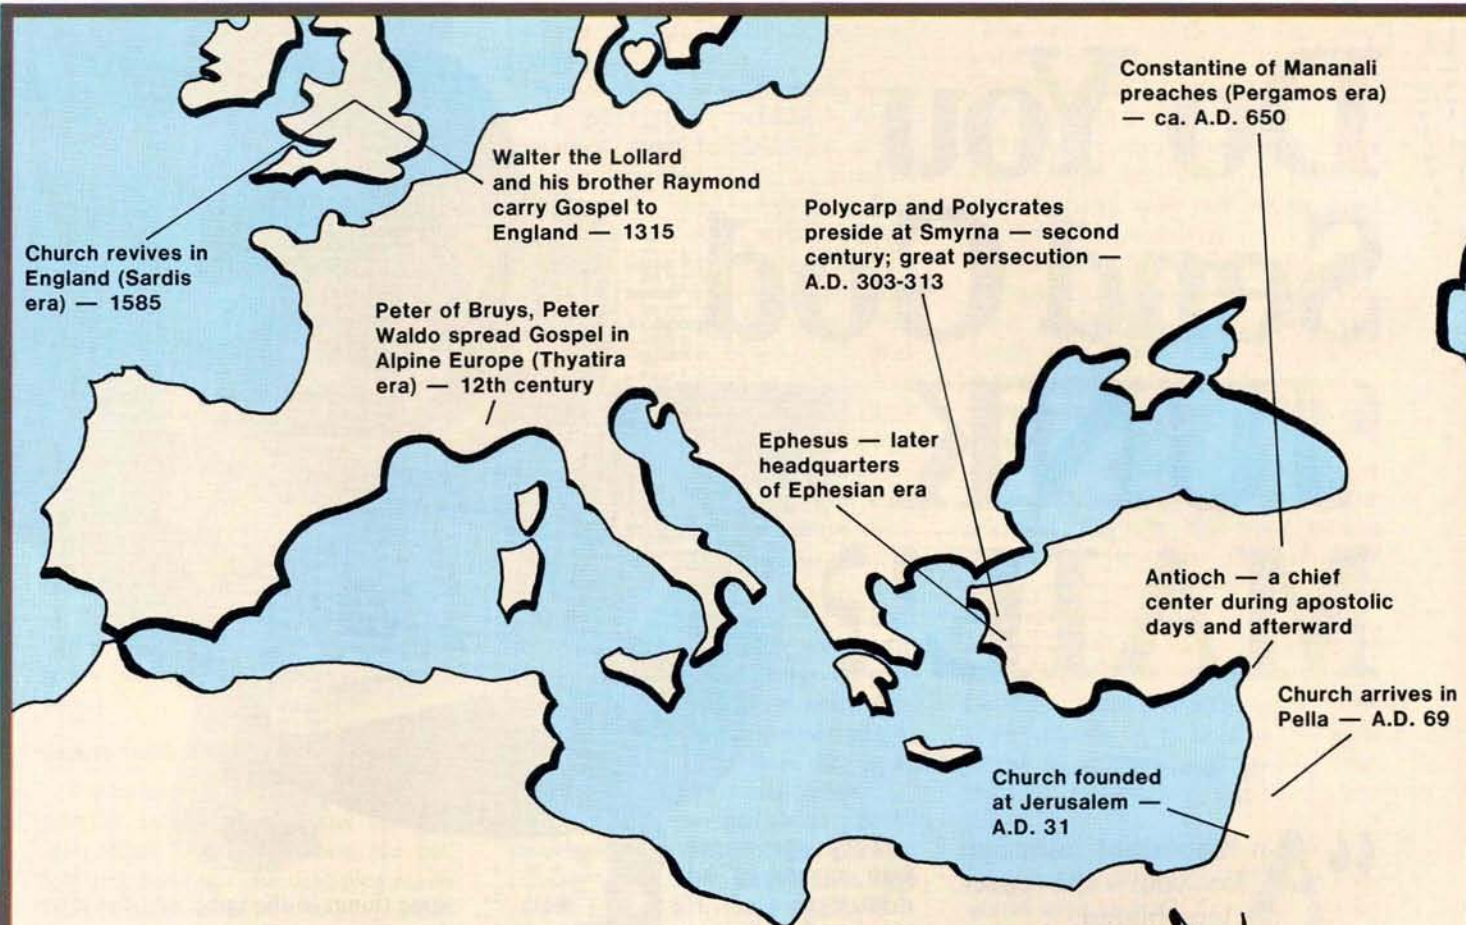 Constantine of Mananali
preaches (Pergamos era)
— ca. A.D. 650
Walter the Lollard
and his brother Raymond
carry Gospel to
England — 1315
Polycarp and Polycrates
preside at Smyrna — second
century; great persecution —
A.D. 303-313
Church revives in
England (Sardis
era) — 1585
Peter of Bruys, Peter
Waldo spread Gospel in
Alpine Europe (Thyatira
era) — 12th century
Ephesus — later
headquarters
of Ephesian era
Antioch — a chief
center during apostolic
days and afterward
Church arrives in
Pella — A.D. 69
Church founded
at Jerusalem —
A.D. 31